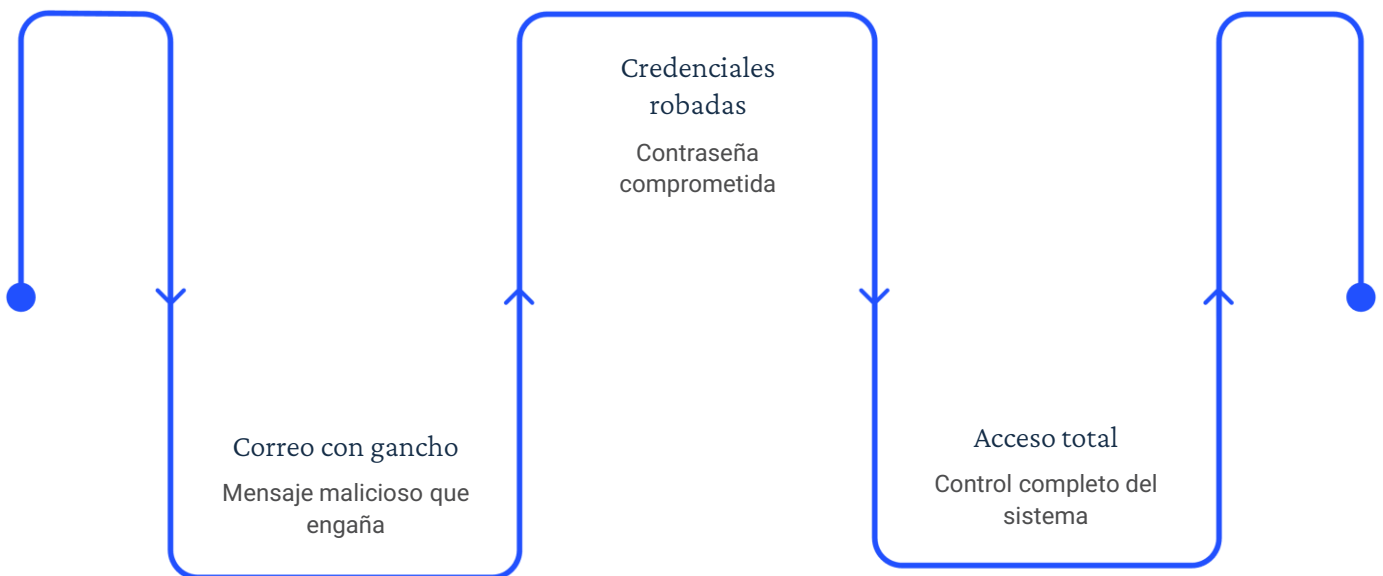 Correo con gancho
Mensaje malicioso que
engaña
Credenciales
robadas
Contraseña
comprometida
Acceso total
Control completo del
sistema